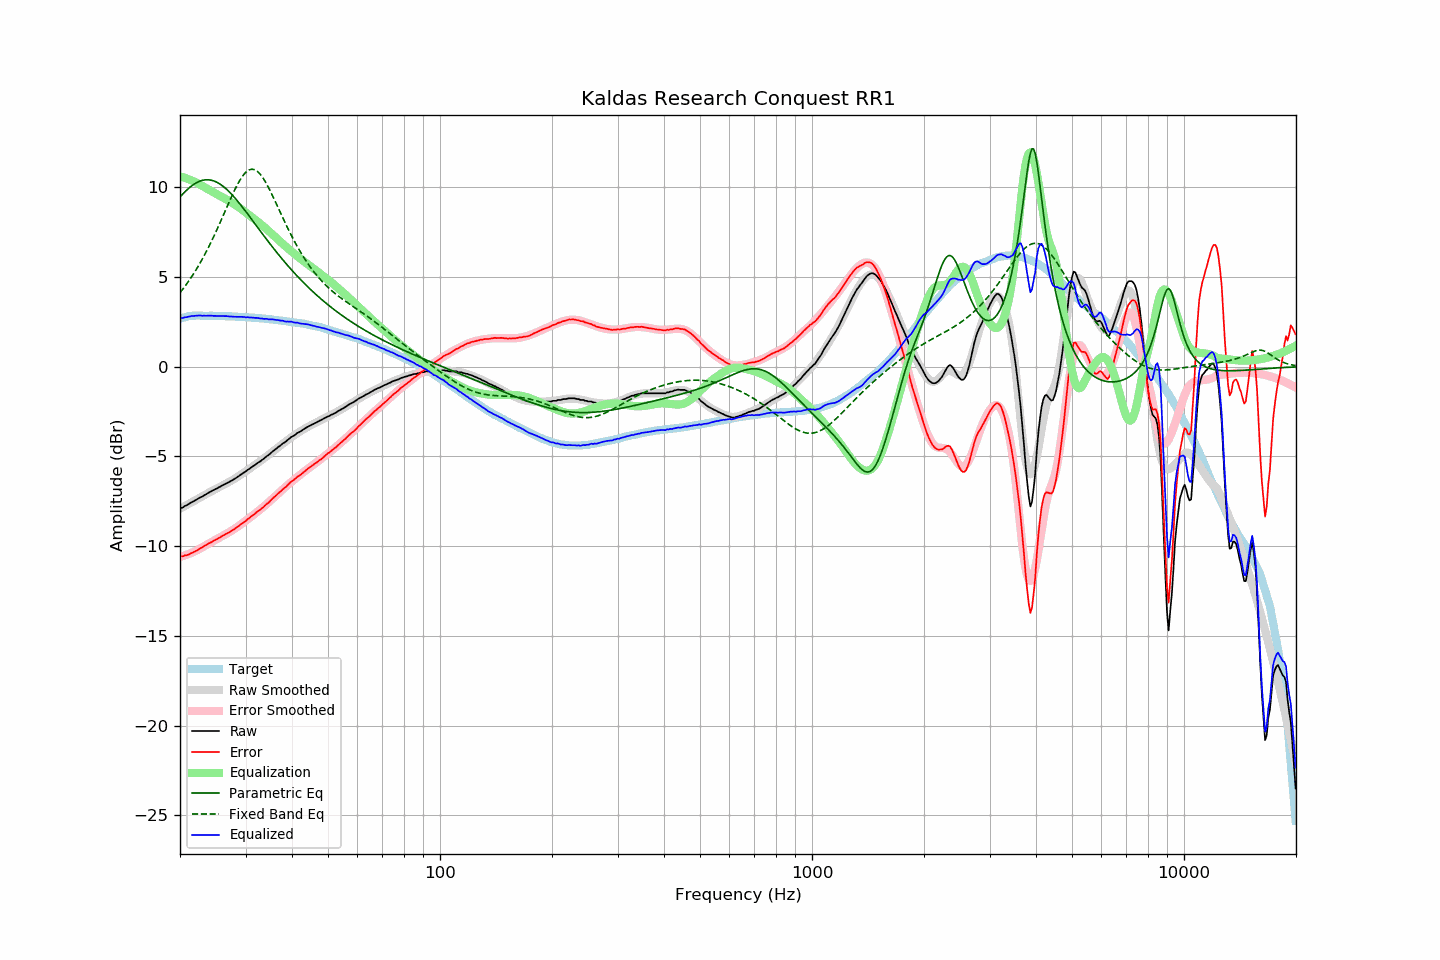 Kaldas Research Conquest RR1
Amplitude (dBr)
10
5
0
−5
−10
−15
−20
−25
Target
Raw Smoothed
Error Smoothed
Raw
Error
Equalization
Parametric Eq
Fixed Band Eq
Equalized
100
1000
10000
Frequency (Hz)